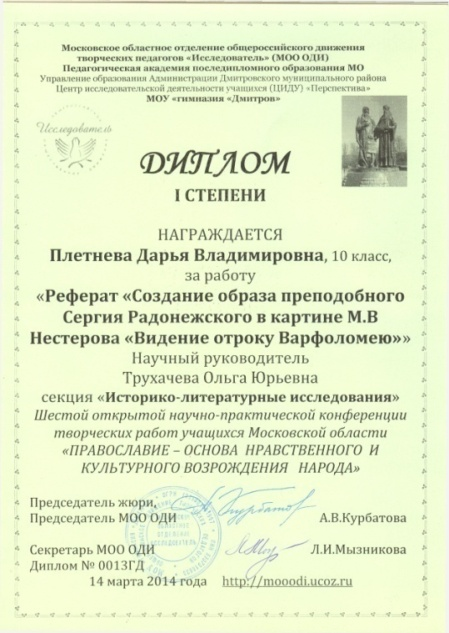 Московское областное отделение общероссийского движения
творческих педагогов «Исследователь» (МОО ОДИ)
Педагогическая академия последипломного образования МО
Управление образования Администрации Дмитровского муниципального района
Центр исследовательской деятельности учащихся (ЦИДУ) «Перспектива»
МОУ «гимназия «Дмитров»
Исследователь
ДИПЛОМ
I СТЕПЕНИ
НАГРАЖДАЕТСЯ
Плетнева Дарья Владимировна, 10 класс,
за работу
«Реферат «Создание образа преподобного
Сергия Радонежского в картине М.В
Нестерова «Видение отроку Варфоломею»»
Научный руководитель
Трухачева Ольга Юрьевна
секция «Историко-литературные исследования»
Шестой открытой научно-практической конференции
творческих работ учащихся Московской области
«ПРАВОСЛАВИЕ – ОСНОВА НРАВСТВЕННОГО И
КУЛЬТУРНОГО ВОЗРОЖДЕНИЯ НАРОДА»
Председатель жюри,
Председатель МОО ОДИ А.В.Курбатова
Секретарь МОО ОДИ Л.И.Мызникова
Диплом № 0013ГД
14 марта 2014 года http://mooodi.ucoz.ru